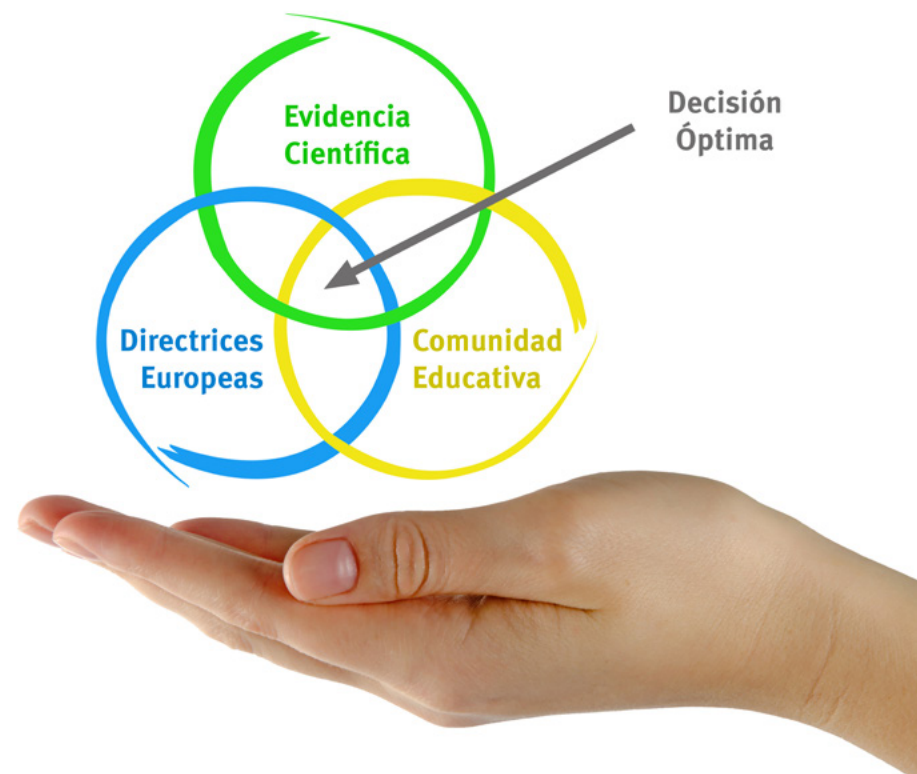 Evidencia
Científica
Decisión
Óptima
Directrices
Europeas
Comunidad
Educativa